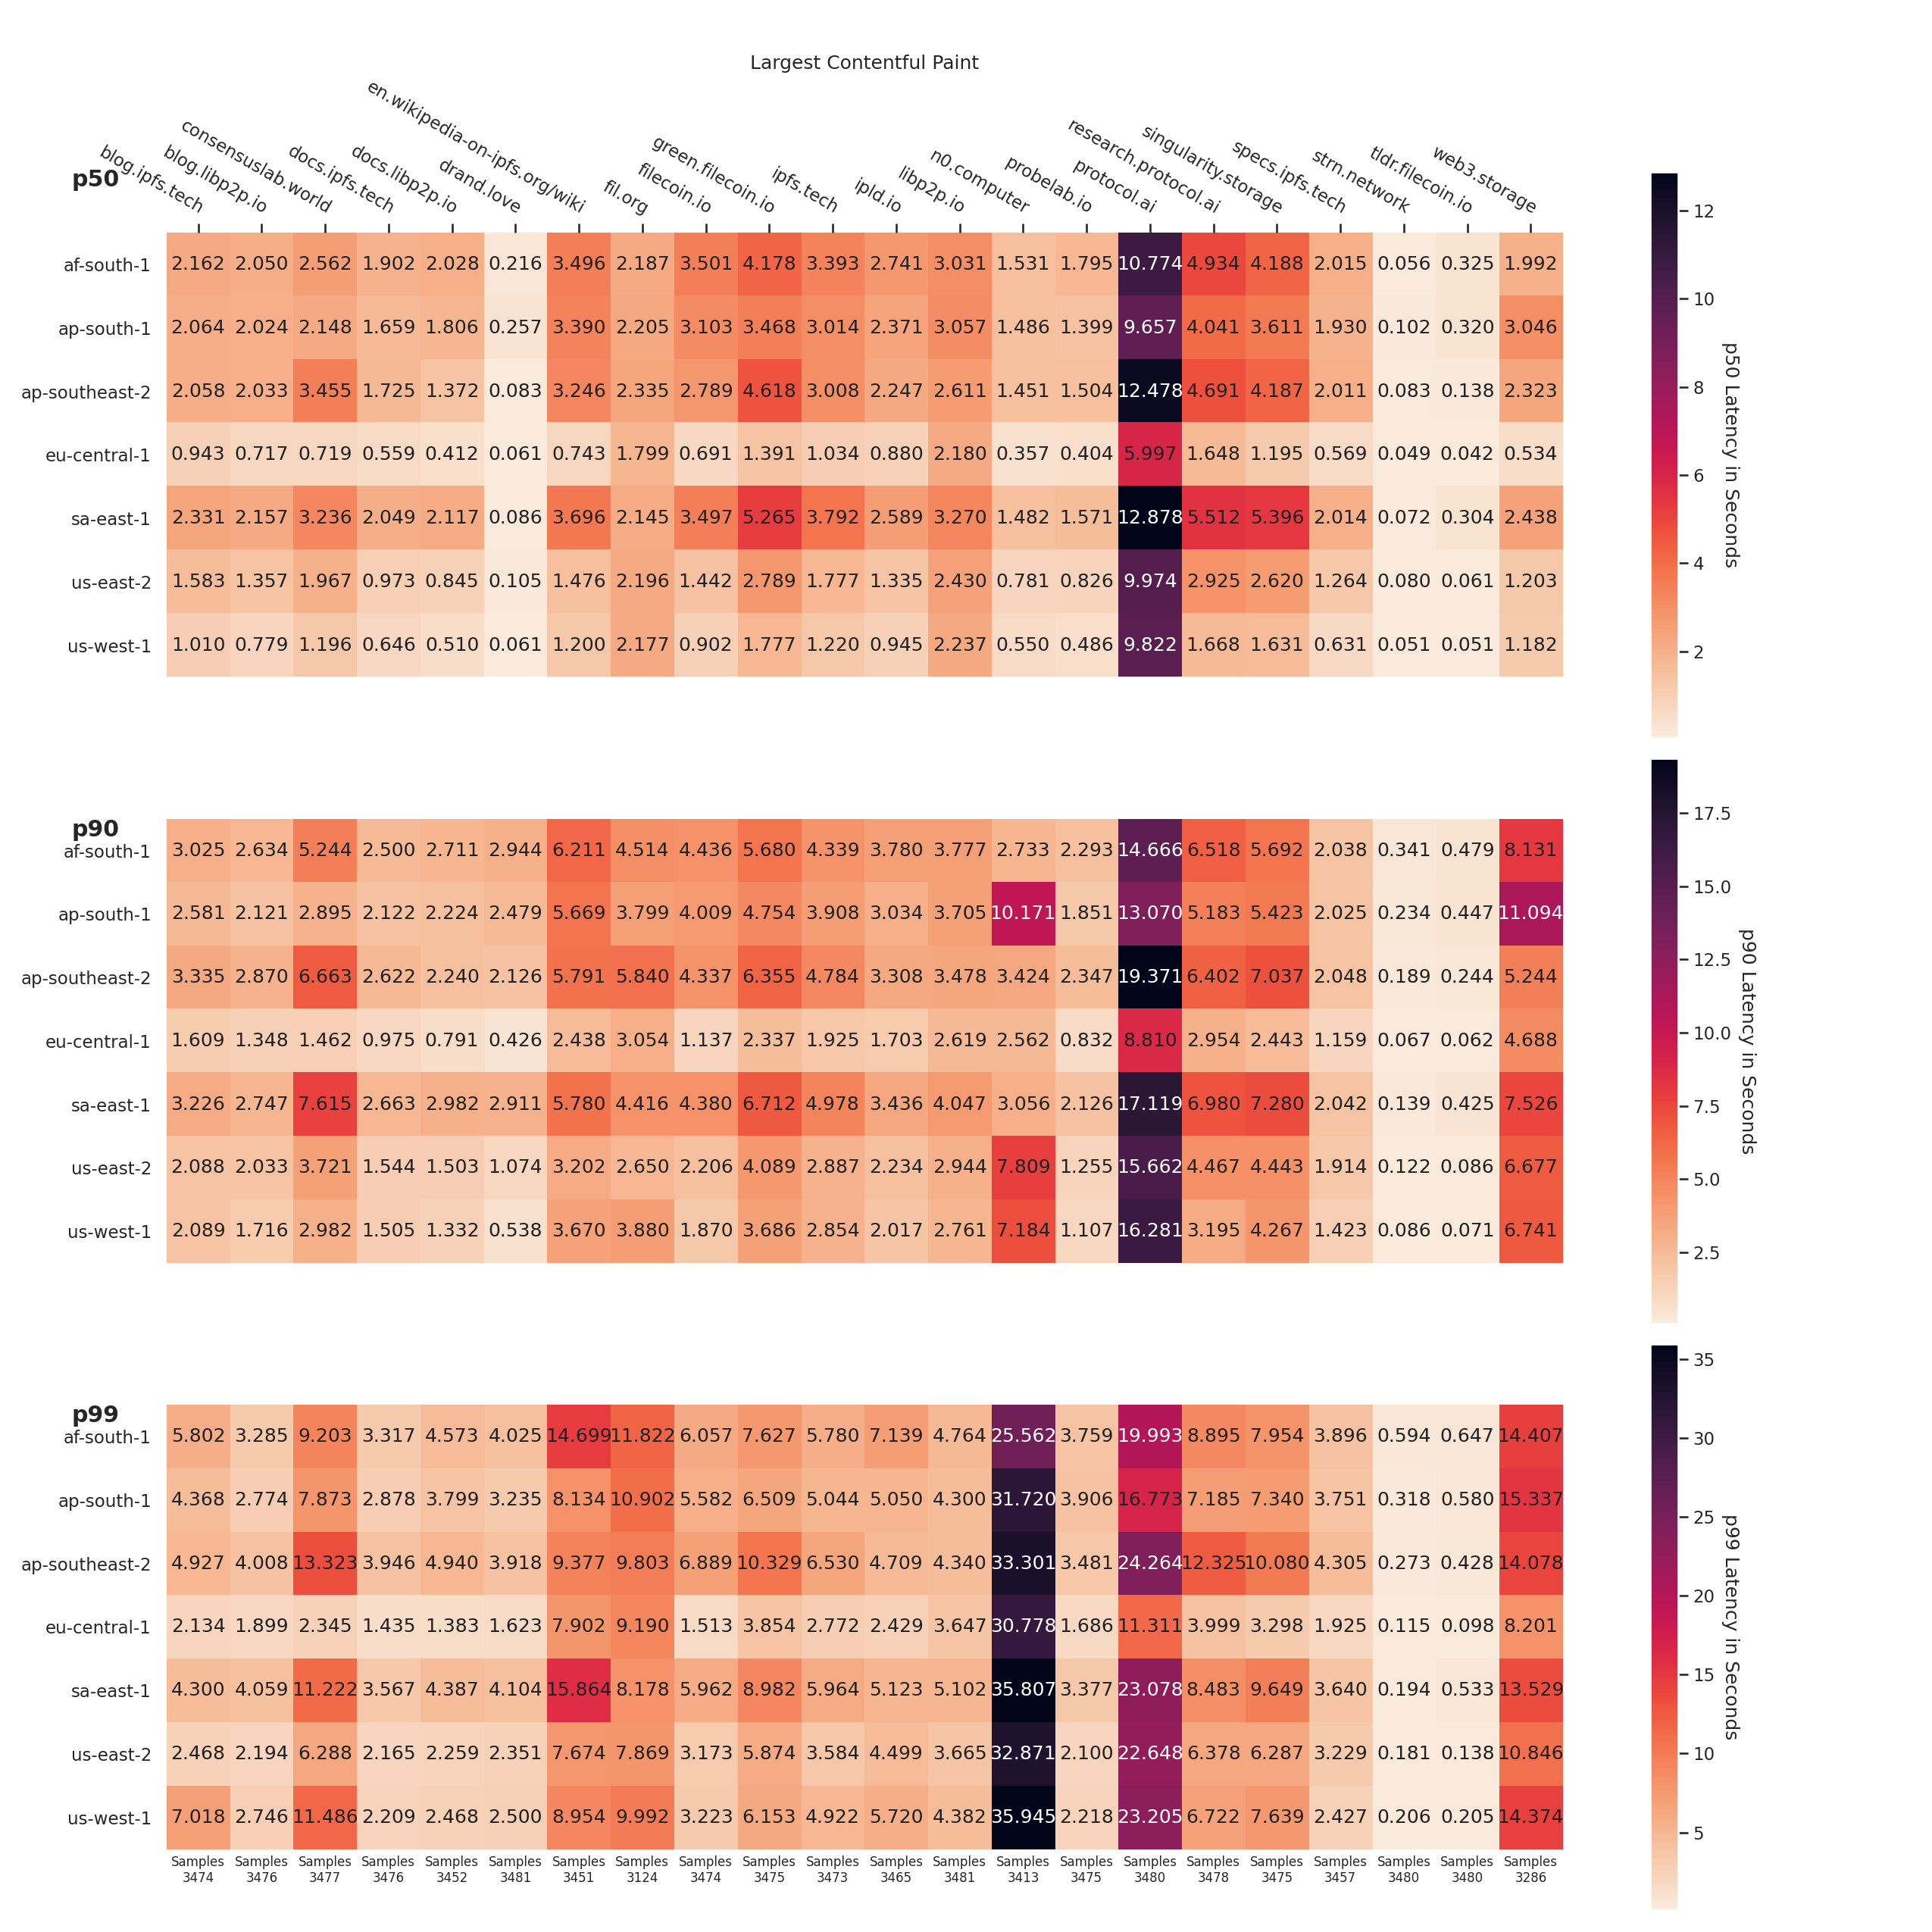 Largest Contentful Paint
p50
blog.ipfs.tech
blog.libp2p.io
consensuslab.world
docs.ipfs.tech
docs.libp2p.io
drand.love
en.wikipedia-on-ipfs.org/wiki
fil.org
filecoin.io
green.filecoin.io
ipfs.tech
ipld.io
libp2p.io
n0.computer
probelab.io
protocol.ai
research.protocol.ai
singularity.storage
specs.ipfs.tech
strn.network
tldr.filecoin.io
web3.storage
af-south-1 2.162 2.050 2.562 1.902 2.028 0.216 3.496 2.187 3.501 4.178 3.393 2.741 3.031 1.531 1.795 10.774 4.934 4.188 2.015 0.056 0.325 1.992
ap-south-1 2.064 2.024 2.148 1.659 1.806 0.257 3.390 2.205 3.103 3.468 3.014 2.371 3.057 1.486 1.399 9.657 4.041 3.611 1.930 0.102 0.320 3.046
ap-southeast-2 2.058 2.033 3.455 1.725 1.372 0.083 3.246 2.335 2.789 4.618 3.008 2.247 2.611 1.451 1.504 12.478 4.691 4.187 2.011 0.083 0.138 2.323
eu-central-1 0.943 0.717 0.719 0.559 0.412 0.061 0.743 1.799 0.691 1.391 1.034 0.880 2.180 0.357 0.404 5.997 1.648 1.195 0.569 0.049 0.042 0.534
sa-east-1 2.331 2.157 3.236 2.049 2.117 0.086 3.696 2.145 3.497 5.265 3.792 2.589 3.270 1.482 1.571 12.878 5.512 5.396 2.014 0.072 0.304 2.438
us-east-2 1.583 1.357 1.967 0.973 0.845 0.105 1.476 2.196 1.442 2.789 1.777 1.335 2.430 0.781 0.826 9.974 2.925 2.620 1.264 0.080 0.061 1.203
us-west-1 1.010 0.779 1.196 0.646 0.510 0.061 1.200 2.177 0.902 1.777 1.220 0.945 2.237 0.550 0.486 9.822 1.668 1.631 0.631 0.051 0.051 1.182
12
10
8
6
4
2
p50 Latency in Seconds
p90
af-south-1 3.025 2.634 5.244 2.500 2.711 2.944 6.211 4.514 4.436 5.680 4.339 3.780 3.777 2.733 2.293 14.666 6.518 5.692 2.038 0.341 0.479 8.131
ap-south-1 2.581 2.121 2.895 2.122 2.224 2.479 5.669 3.799 4.009 4.754 3.908 3.034 3.705 10.171 1.851 13.070 5.183 5.423 2.025 0.234 0.447 11.094
ap-southeast-2 3.335 2.870 6.663 2.622 2.240 2.126 5.791 5.840 4.337 6.355 4.784 3.308 3.478 3.424 2.347 19.371 6.402 7.037 2.048 0.189 0.244 5.244
eu-central-1 1.609 1.348 1.462 0.975 0.791 0.426 2.438 3.054 1.137 2.337 1.925 1.703 2.619 2.562 0.832 8.810 2.954 2.443 1.159 0.067 0.062 4.688
sa-east-1 3.226 2.747 7.615 2.663 2.982 2.911 5.780 4.416 4.380 6.712 4.978 3.436 4.047 3.056 2.126 17.119 6.980 7.280 2.042 0.139 0.425 7.526
us-east-2 2.088 2.033 3.721 1.544 1.503 1.074 3.202 2.650 2.206 4.089 2.887 2.234 2.944 7.809 1.255 15.662 4.467 4.443 1.914 0.122 0.086 6.677
us-west-1 2.089 1.716 2.982 1.505 1.332 0.538 3.670 3.880 1.870 3.686 2.854 2.017 2.761 7.184 1.107 16.281 3.195 4.267 1.423 0.086 0.071 6.741
17.5
15.0
12.5
10.0
7.5
5.0
2.5
p90 Latency in Seconds
p99
af-south-1 5.802 3.285 9.203 3.317 4.573 4.025 14.699 11.822 6.057 7.627 5.780 7.139 4.764 25.562 3.759 19.993 8.895 7.954 3.896 0.594 0.647 14.407
ap-south-1 4.368 2.774 7.873 2.878 3.799 3.235 8.134 10.902 5.582 6.509 5.044 5.050 4.300 31.720 3.906 16.773 7.185 7.340 3.751 0.318 0.580 15.337
ap-southeast-2 4.927 4.008 13.323 3.946 4.940 3.918 9.377 9.803 6.889 10.329 6.530 4.709 4.340 33.301 3.481 24.264 12.325 10.080 4.305 0.273 0.428 14.078
eu-central-1 2.134 1.899 2.345 1.435 1.383 1.623 7.902 9.190 1.513 3.854 2.772 2.429 3.647 30.778 1.686 11.311 3.999 3.298 1.925 0.115 0.098 8.201
sa-east-1 4.300 4.059 11.222 3.567 4.387 4.104 15.864 8.178 5.962 8.982 5.964 5.123 5.102 35.807 3.377 23.078 8.483 9.649 3.640 0.194 0.533 13.529
us-east-2 2.468 2.194 6.288 2.165 2.259 2.351 7.674 7.869 3.173 5.874 3.584 4.499 3.665 32.871 2.100 22.648 6.378 6.287 3.229 0.181 0.138 10.846
us-west-1 7.018 2.746 11.486 2.209 2.468 2.500 8.954 9.992 3.223 6.153 4.922 5.720 4.382 35.945 2.218 23.205 6.722 7.639 2.427 0.206 0.205 14.374
Samples Samples Samples Samples Samples Samples Samples Samples Samples Samples Samples Samples Samples Samples Samples Samples Samples Samples Samples Samples Samples Samples
3474 3476 3477 3476 3452 3481 3451 3124 3474 3475 3473 3465 3481 3413 3475 3480 3478 3475 3457 3480 3480 3286
35
30
25
20
15
10
5
p99 Latency in Seconds